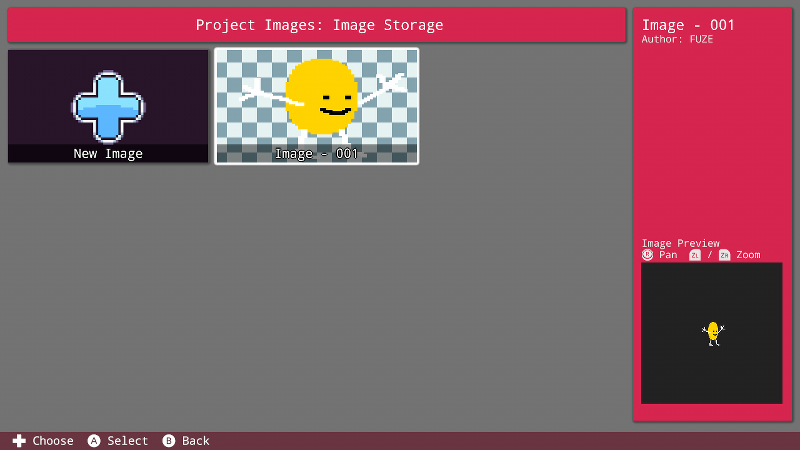 Project Images: Image Storage
New Image
Image - 001
Image - 001
Author: FUZE
Image Preview
R Pan ZL / ZR Zoom
Choose A Select B Back